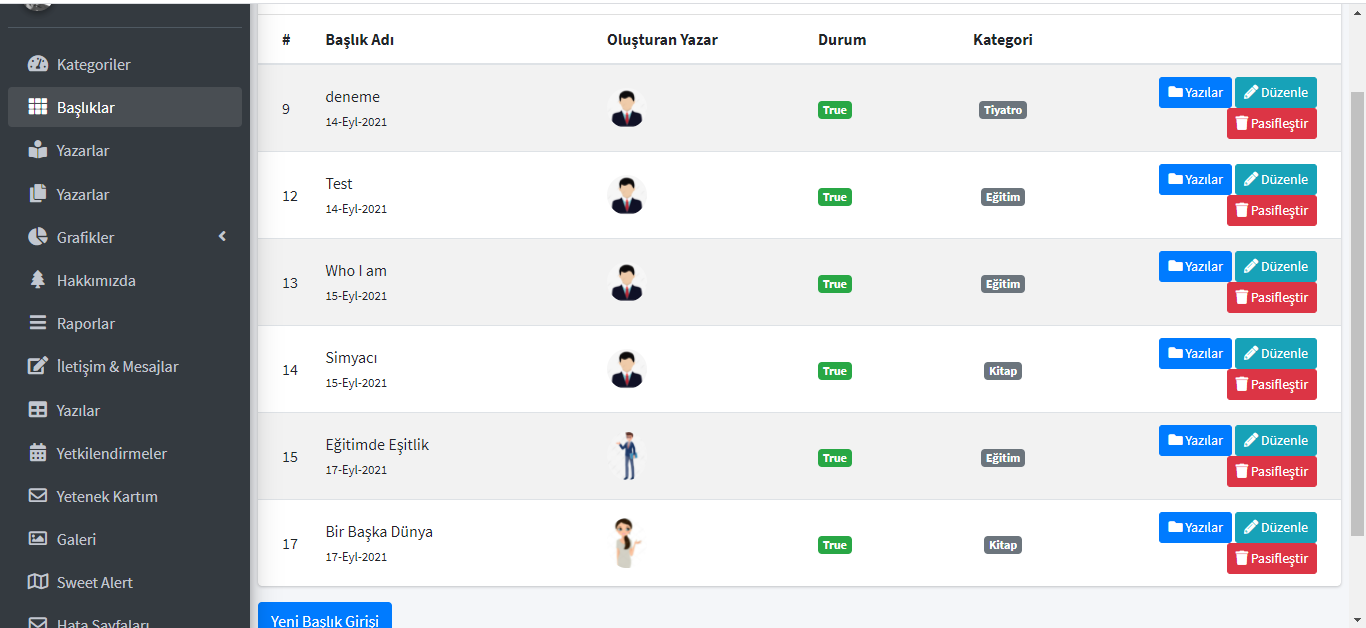 Kategoriler
Başlıklar
Yazarlar
Yazarlar
Grafikler
Hakkımızda
Raporlar
İletişim & Mesajlar
Yazılar
Yetkilendirmeler
Yetenek Kartım
Galeri
Sweet Alert
Hata Sayfaları
# Başlık Adı Oluşturan Yazar Durum Kategori
9 deneme True Tiyatro Yazılar Düzenle
14-Eyl-2021 Pasifleştir
12 Test True Eğitim Yazılar Düzenle
14-Eyl-2021 Pasifleştir
13 Who I am True Eğitim Yazılar Düzenle
15-Eyl-2021 Pasifleştir
14 Simyacı True Kitap Yazılar Düzenle
15-Eyl-2021 Pasifleştir
15 Eğitimde Eşitlik True Eğitim Yazılar Düzenle
17-Eyl-2021 Pasifleştir
17 Bir Başka Dünya True Kitap Yazılar Düzenle
17-Eyl-2021 Pasifleştir
Yeni Başlık Girişi